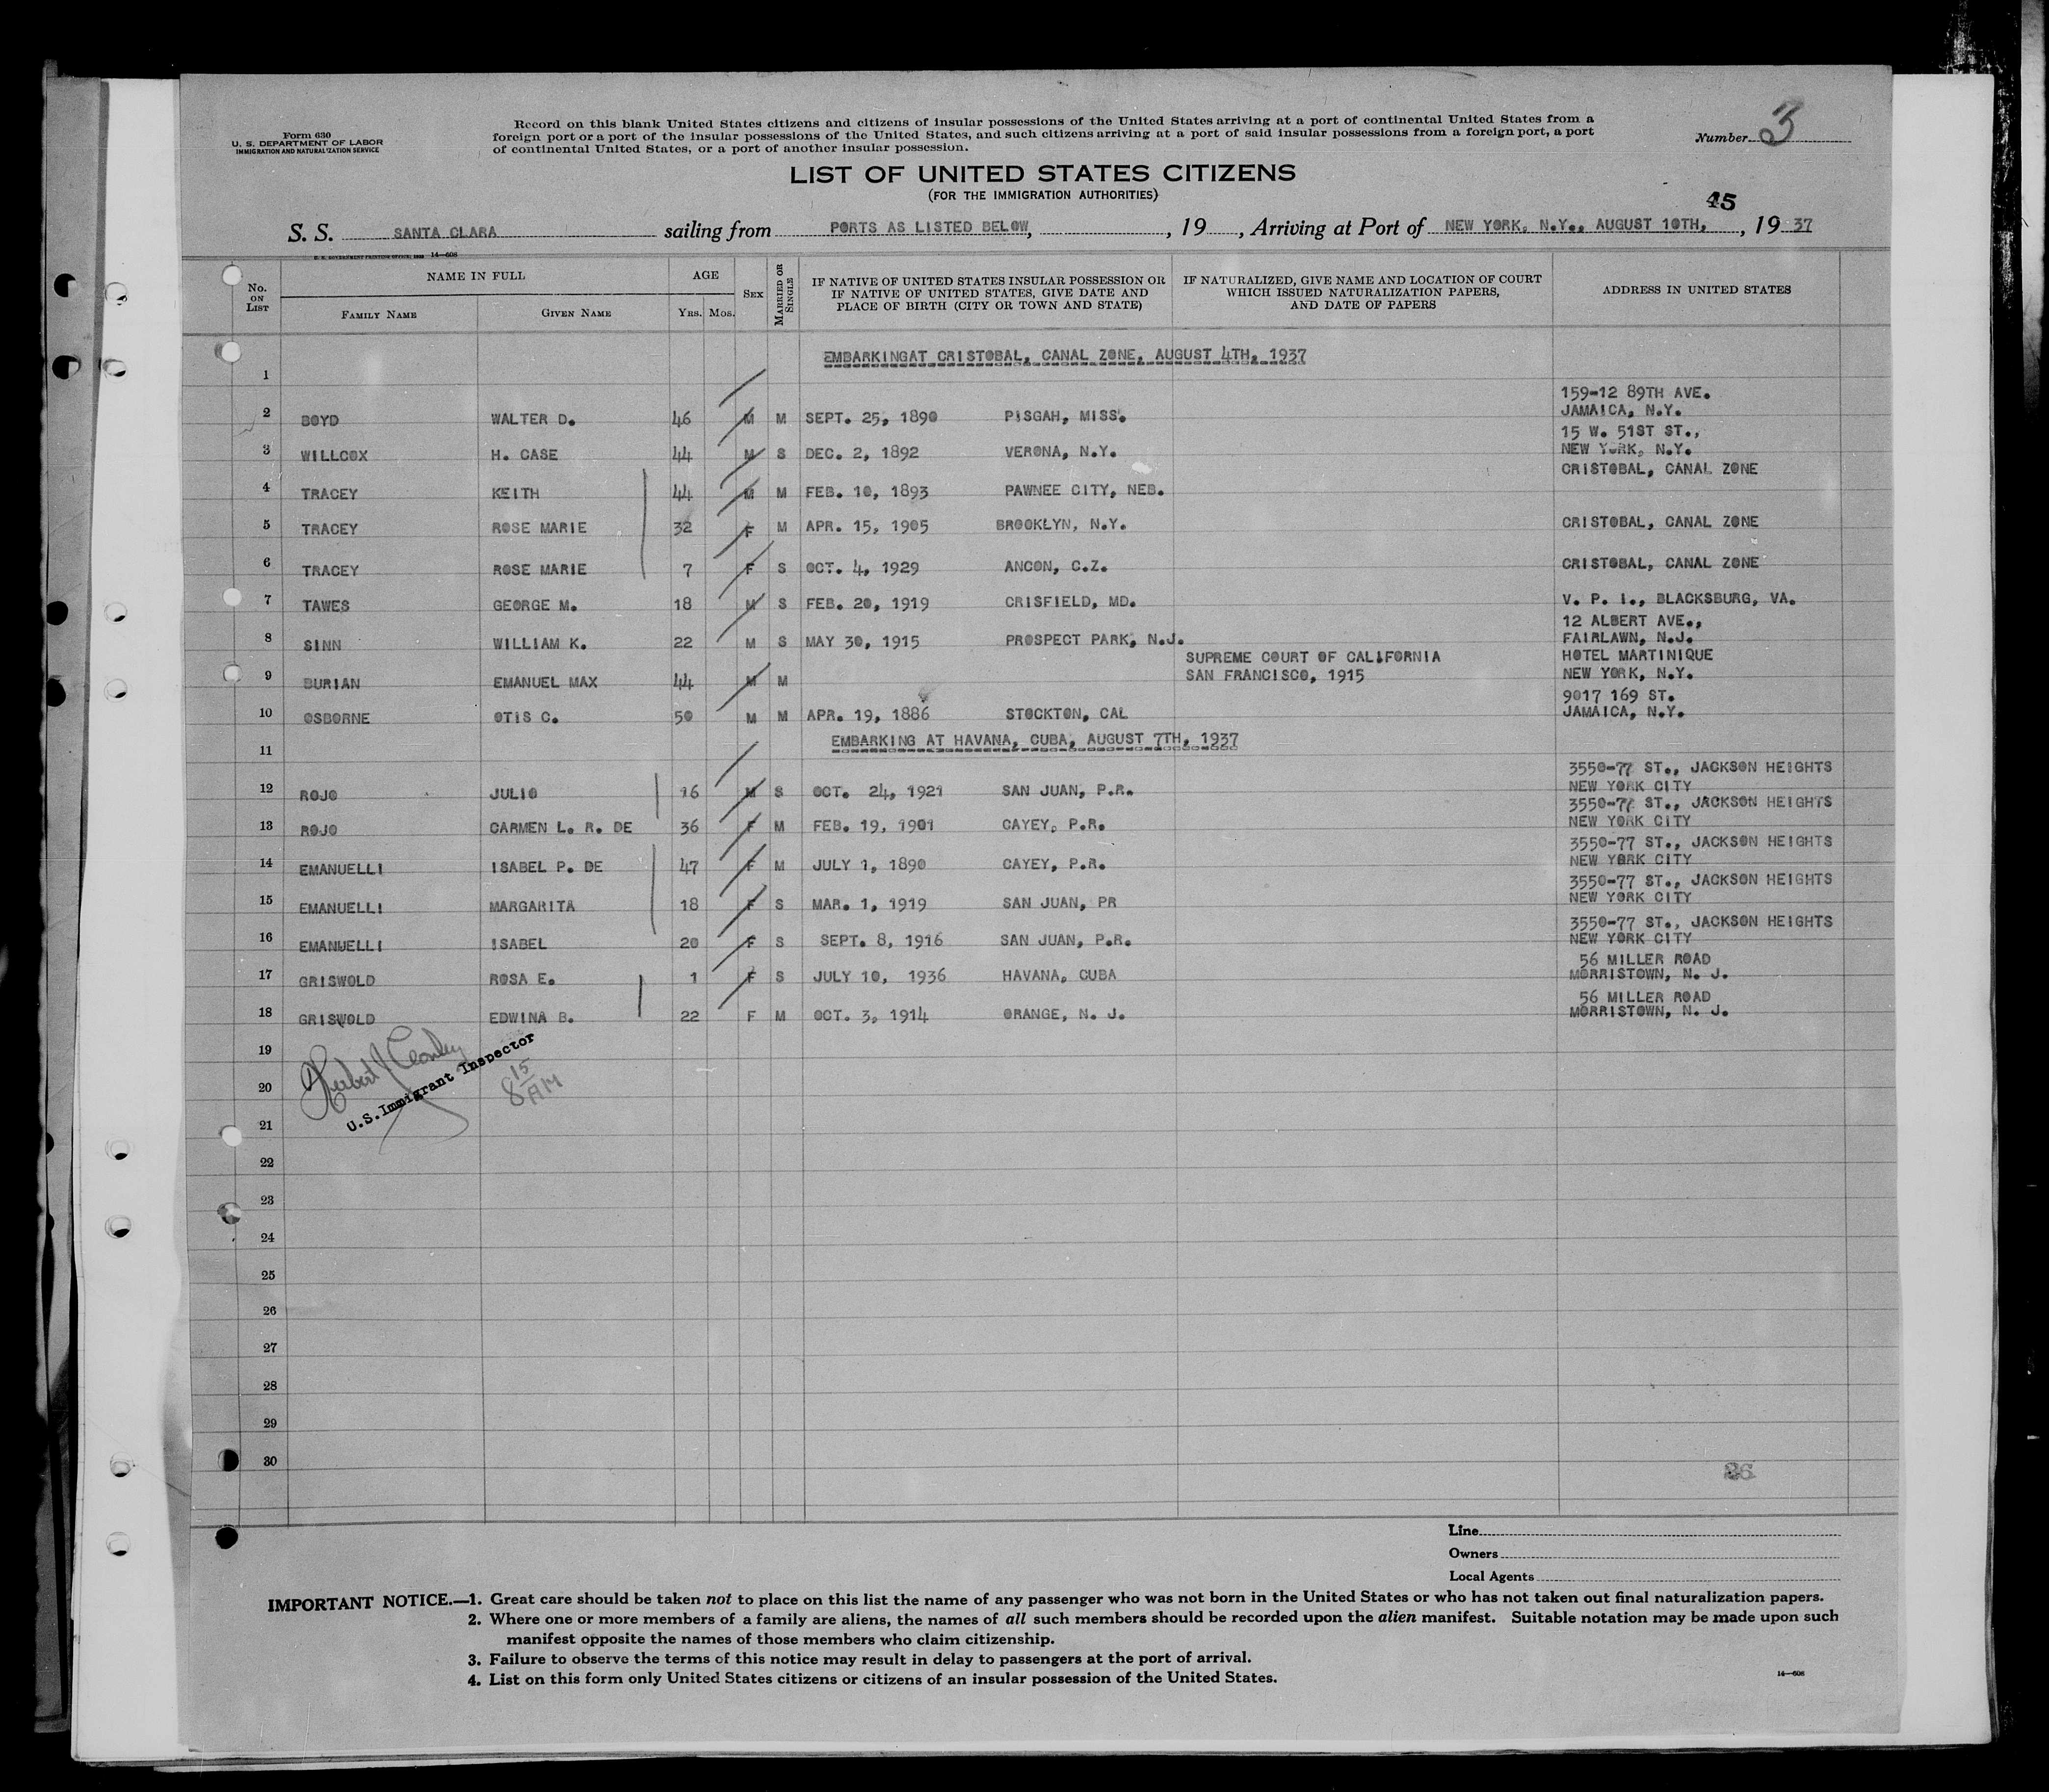 Form 630
U. S. DEPARTMENT OF LABOR
IMMIGRATION AND NATURALIZATION SERVICE
Record on this blank United States citizens and citizens of insular possessions of the United States arriving at a port of continental United States from a
foreign port or a port of the insular possessions of the United States, and such citizens arriving at a port of said insular possessions from a foreign port, a port
of continental United States, or a port of another insular possession.
Number 3
LIST OF UNITED STATES CITIZENS
(FOR THE IMMIGRATION AUTHORITIES)
45
S. S. SANTA CLARA sailing from PORTS AS LISTED BELOW, , 19 , Arriving at Port of NEW YORK, N.Y., AUGUST 10TH, , 19 37
U. S. GOVERNMENT PRINTING OFFICE: 14—608
No. ON LIST NAME IN FULL FAMILY NAME GIVEN NAME AGE YRS. MOS. SEX MARRIED OR SINGLE IF NATIVE OF UNITED STATES INSULAR POSSESSION OR IF NATIVE OF UNITED STATES, GIVE DATE AND PLACE OF BIRTH (CITY OR TOWN AND STATE) IF NATURALIZED, GIVE NAME AND LOCATION OF COURT WHICH ISSUED NATURALIZATION PAPERS, AND DATE OF PAPERS ADDRESS IN UNITED STATES
1 EMBARKINGAT CRISTOBAL, CANAL ZONE, AUGUST 4TH, 1937
2 BOYD WALTER D. 46 M M SEPT. 25, 1890 PISGAH, MISS. 159-12 89TH AVE. JAMAICA, N.Y.
3 WILLCOX H. CASE 44 M S DEC. 2, 1892 VERONA, N.Y. 15 W. 51ST ST., NEW YORK, N.Y.
4 TRACEY KEITH 44 M M FEB. 10, 1893 PAWNEE CITY, NEB. CRISTOBAL, CANAL ZONE
5 TRACEY ROSE MARIE 32 F M APR. 15, 1905 BROOKLYN, N.Y. CRISTOBAL, CANAL ZONE
6 TRACEY ROSE MARIE 7 F S OCT. 4, 1929 ANCON, C.Z. CRISTOBAL, CANAL ZONE
7 TAWES GEORGE M. 18 M S FEB. 20, 1919 CRISFIELD, MD. V. P. I., BLACKSBURG, VA.
8 SINN WILLIAM K. 22 M S MAY 30, 1915 PROSPECT PARK, N.J. 12 ALBERT AVE., FAIRLAWN, N.J.
9 BURIAN EMANUEL MAX 44 M M SUPREME COURT OF CALIFORNIA SAN FRANCISCO, 1915 HOTEL MARTINIQUE NEW YORK, N.Y.
10 OSBORNE OTIS C. 50 M M APR. 19, 1886 STOCKTON, CAL 9017 169 ST. JAMAICA, N.Y.
11 EMBARKING AT HAVANA, CUBA, AUGUST 7TH, 1937
12 ROJO JULIO 16 M S OCT. 24, 1921 SAN JUAN, P.R. 3550-77 ST., JACKSON HEIGHTS NEW YORK CITY
13 ROJO CARMEN L. R. DE 36 F M FEB. 19, 1901 CAYEY, P.R. 3550-77 ST., JACKSON HEIGHTS NEW YORK CITY
14 EMANUELLI ISABEL P. DE 47 F M JULY 1, 1890 CAYEY, P.R. 3550-77 ST., JACKSON HEIGHTS NEW YORK CITY
15 EMANUELLI MARGARITA 18 F S MAR. 1, 1919 SAN JUAN, PR 3550-77 ST., JACKSON HEIGHTS NEW YORK CITY
16 EMANUELLI ISABEL 20 F S SEPT. 8, 1916 SAN JUAN, P.R. 3550-77 ST., JACKSON HEIGHTS NEW YORK CITY
17 GRISWOLD ROSA E. 1 F S JULY 10, 1936 HAVANA, CUBA 56 MILLER ROAD MORRISTOWN, N. J.
18 GRISWOLD EDWINA B. 22 F M OCT. 3, 1914 ORANGE, N. J. 56 MILLER ROAD MORRISTOWN, N. J.
19
20
U.S. Immigrant Inspector
8 15 AM
21
22
23
24
25
26
27
28
29
30
26
Line
Owners
Local Agents
IMPORTANT NOTICE.—1. Great care should be taken not to place on this list the name of any passenger who was not born in the United States or who has not taken out final naturalization papers.
2. Where one or more members of a family are aliens, the names of all such members should be recorded upon the alien manifest. Suitable notation may be made upon such
manifest opposite the names of those members who claim citizenship.
3. Failure to observe the terms of this notice may result in delay to passengers at the port of arrival.
4. List on this form only United States citizens or citizens of an insular possession of the United States.
14—608